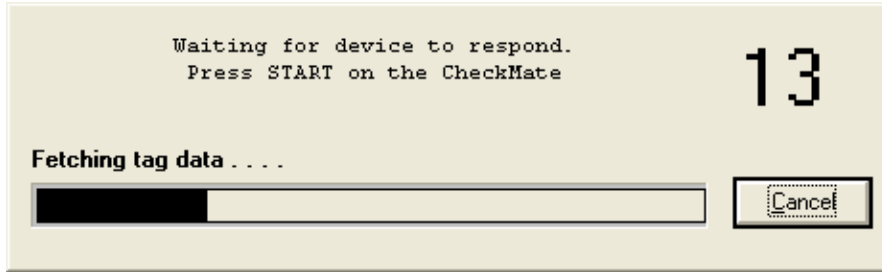 Waiting for device to respond.
Press START on the CheckMate
13
Fetching tag data . . . .
Cancel